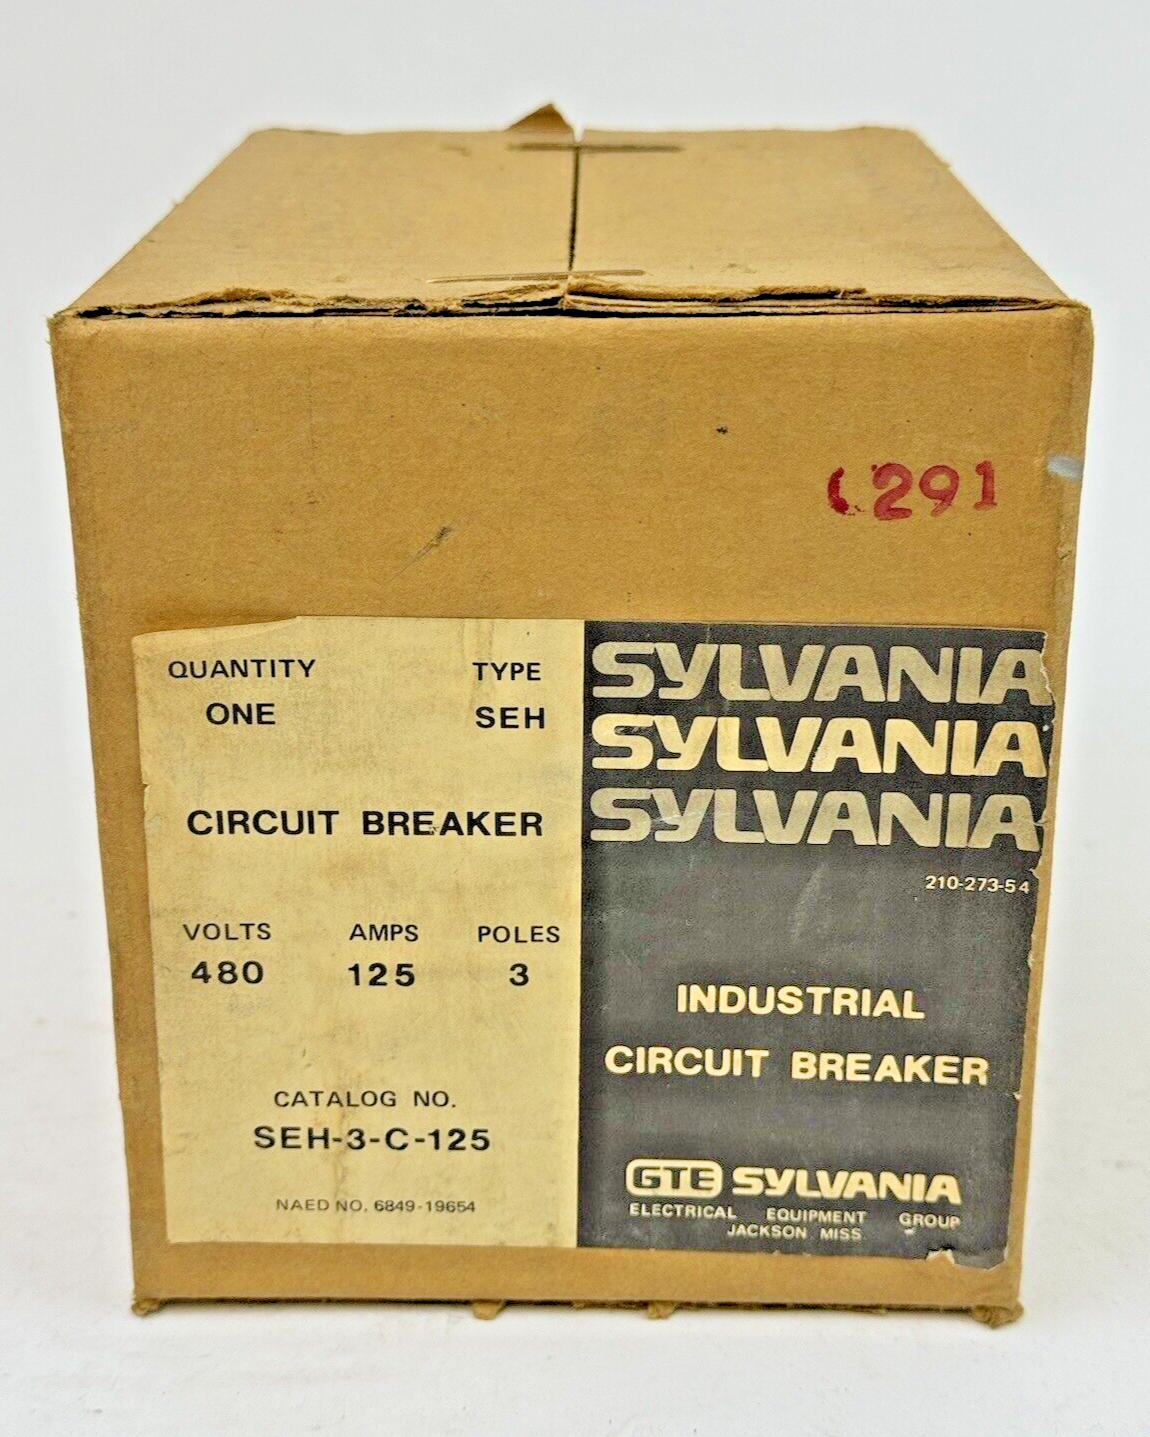 291
QUANTITY TYPE
ONE SEH
CIRCUIT BREAKER
VOLTS AMPS POLES
480 125 3
CATALOG NO.
SEH-3-C-125
NAED NO. 6849-19654
SYLVANIA
SYLVANIA
SYLVANIA
210-273-54
INDUSTRIAL
CIRCUIT BREAKER
GTE SYLVANIA
ELECTRICAL EQUIPMENT GROUP
JACKSON MISS